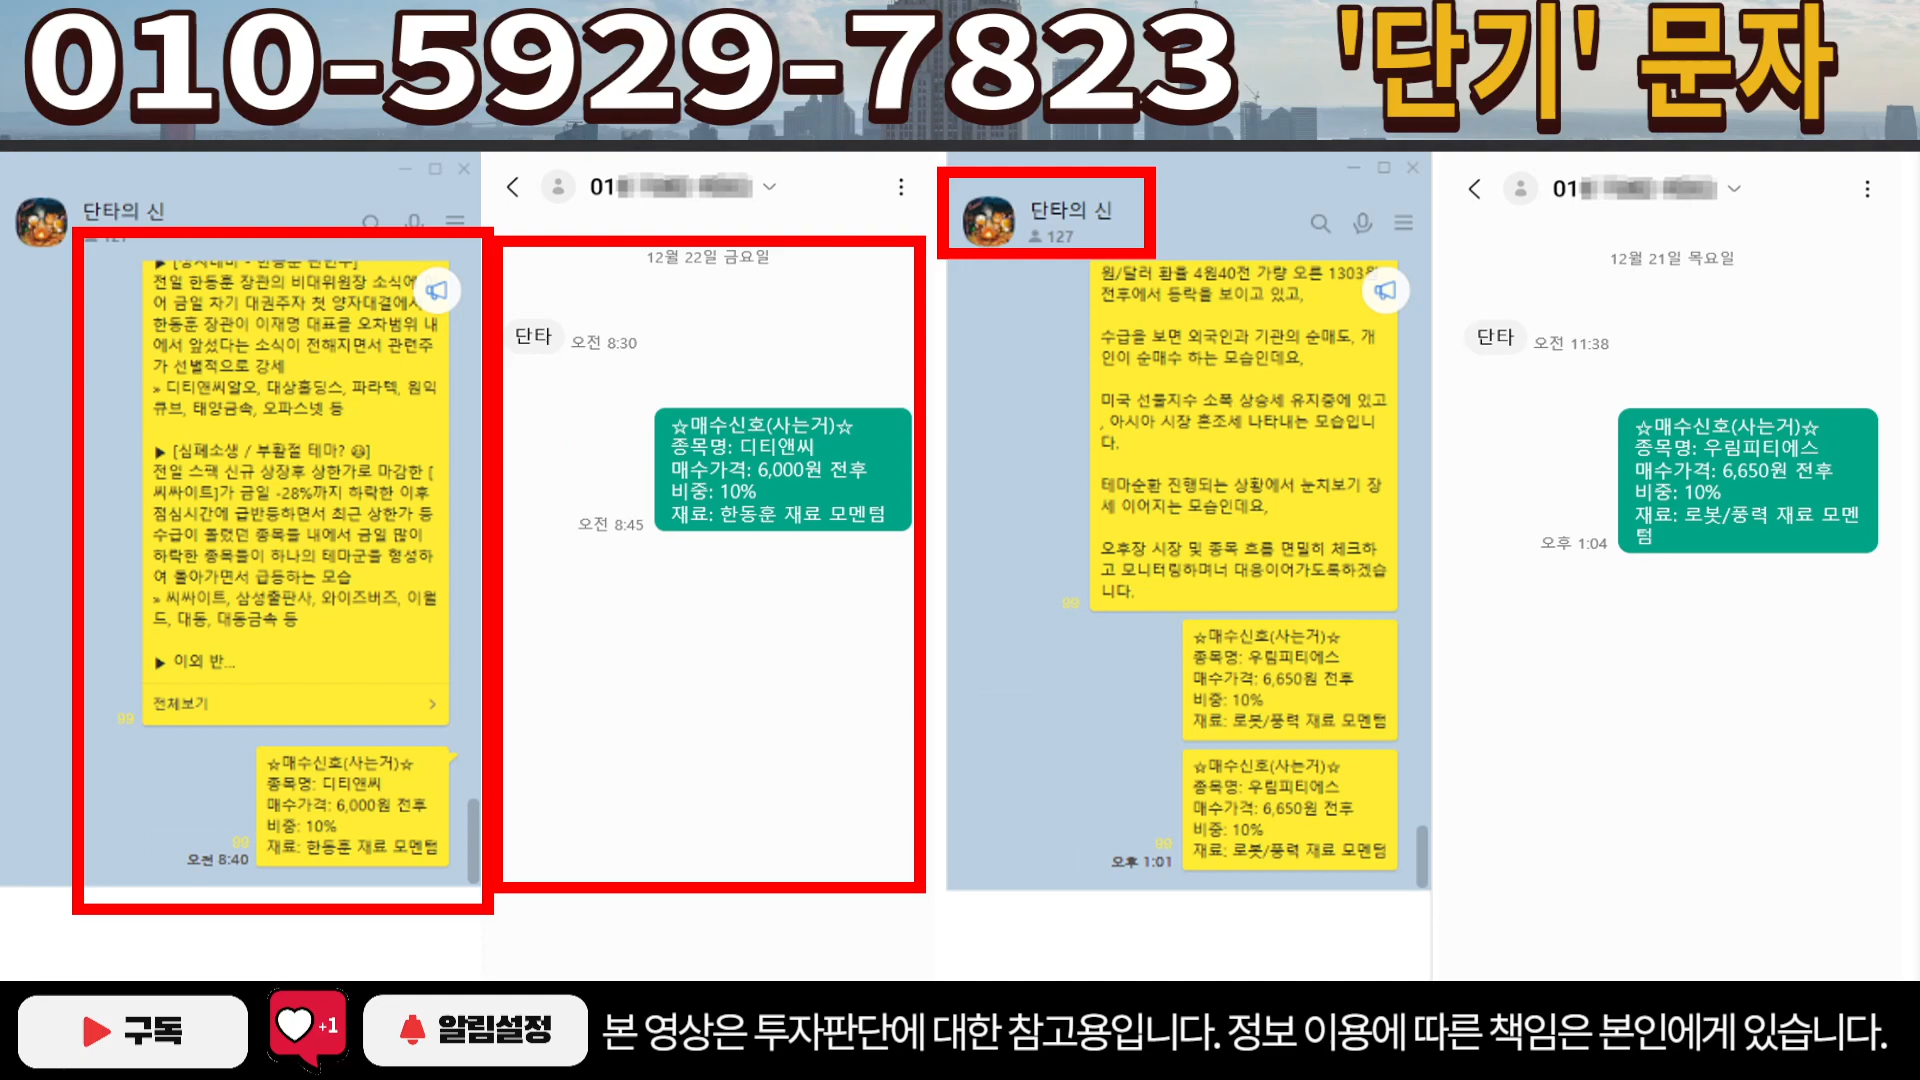 010-5929-7823 '단기' 문자
단타의 신
127
전일 한동훈 장관의 비대위원장 소식에
어 금일 차기 대권주자 첫 양자대결에서
한동훈 장관이 이재명 대표를 오차범위 내
에서 앞섰다는 소식이 전해지면서 관련주
가 선별적으로 강세
» 디티앤씨알오, 대상홀딩스, 파라텍, 원익
큐브, 태양금속, 오파스넷 등
▶ [심폐소생 / 부활절 테마? ]
전일 스팩 신규 상장후 상한가로 마감한 [
씨싸이트]가 금일 -28%까지 하락한 이후
점심시간에 급반등하면서 최근 상한가 등
수급이 몰렸던 종목들 내에서 금일 많이
하락한 종목들이 하나의 테마군을 형성하
여 돌아가면서 급등하는 모습
» 씨싸이트, 삼성출판사, 와이즈버즈, 이월
드, 대동, 대동금속 등
▶ 이외 반...
전체보기
99
☆매수신호(사는거)☆
종목명: 디티앤씨
매수가격: 6,000원 전후
비중: 10%
재료: 한동훈 재료 모멘텀
99
오전 8:40
01
12월 22일 금요일
단타 오전 8:30
☆매수신호(사는거)☆
종목명: 디티앤씨
매수가격: 6,000원 전후
비중: 10%
재료: 한동훈 재료 모멘텀
오전 8:45
단타의 신
127
원/달러 환율 4원40전 가량 오른 1303원
전후에서 등락을 보이고 있고,
수급을 보면 외국인과 기관의 순매도, 개
인이 순매수 하는 모습인데요,
미국 선물지수 소폭 상승세 유지중에 있고
, 아시아 시장 혼조세 나타내는 모습입니
다.
테마순환 진행되는 상황에서 눈치보기 장
세 이어지는 모습인데요,
오후장 시장 및 종목 흐름 면밀히 체크하
고 모니터링하며너 대응이어가도록하겠습
니다.
99
☆매수신호(사는거)☆
종목명: 우림피티에스
매수가격: 6,650원 전후
비중: 10%
재료: 로봇/풍력 재료 모멘텀
☆매수신호(사는거)☆
종목명: 우림피티에스
매수가격: 6,650원 전후
비중: 10%
재료: 로봇/풍력 재료 모멘텀
99
오후 1:01
01
12월 21일 목요일
단타 오전 11:38
☆매수신호(사는거)☆
종목명: 우림피티에스
매수가격: 6,650원 전후
비중: 10%
재료: 로봇/풍력 재료 모멘
텀
오후 1:04
구독 +1 알림설정 본 영상은 투자판단에 대한 참고용입니다. 정보 이용에 따른 책임은 본인에게 있습니다.